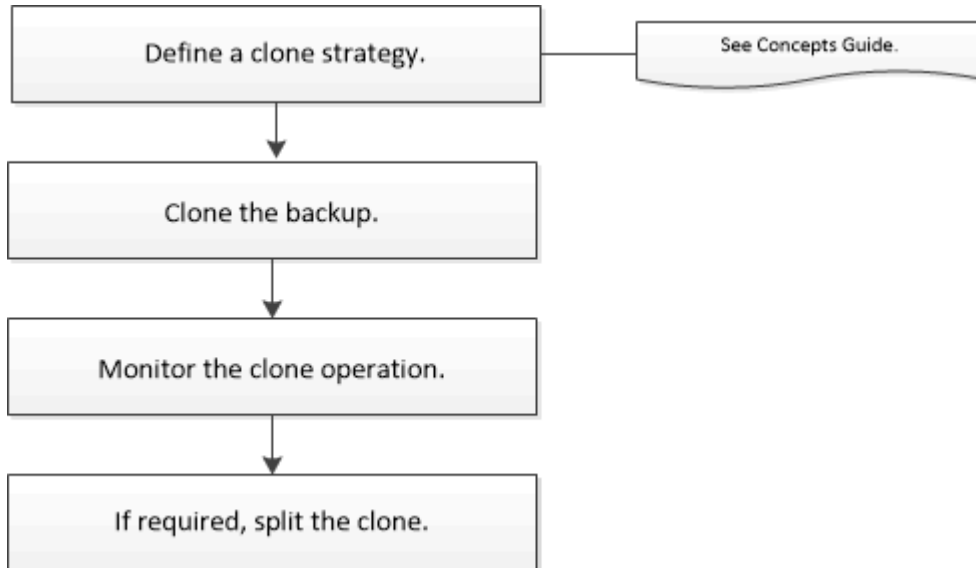 Define a clone strategy.
See Concepts Guide.
Clone the backup.
Monitor the clone operation.
If required, split the clone.